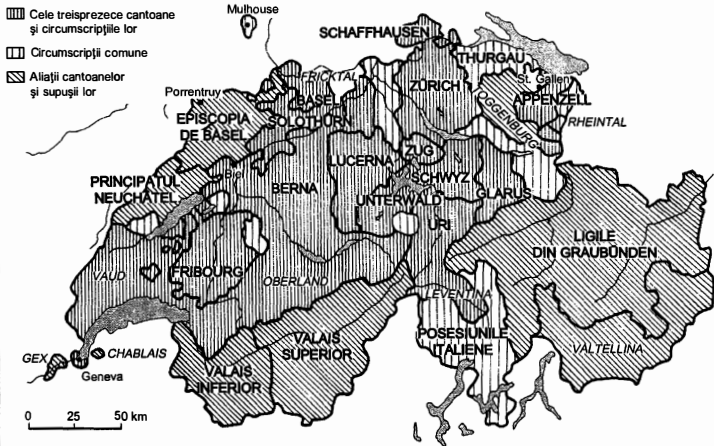 Cele treisprezece cantoane
şi circumscripţiile lor
Circumscripţii comune
Aliaţii cantoanelor
şi supuşii lor
Mulhouse
SCHAFFHAUSEN
THURGAU
FRICKTAL
St. Gallen
ZÜRICH
Porrentruy
BASEL
APPENZELL
TOGGENBURG
EPISCOPIA
DE BASEL
SOLOTHURN
RHEINTAL
ZUG
LUCERNA
Biel
SCHWYZ
PRINCIPATUL
NEUCHÂTEL
BERNA
GLARUS
UNTERWALD
URI
LIGILE
DIN GRAUBÜNDEN
VAUD
FRIBOURG
OBERLAND
LEVENTINA
POSESIUNILE
ITALIENE
VALAIS
SUPERIOR
VALTELLINA
GEX
CHABLAIS
Geneva
VALAIS
INFERIOR
0 25 50 km